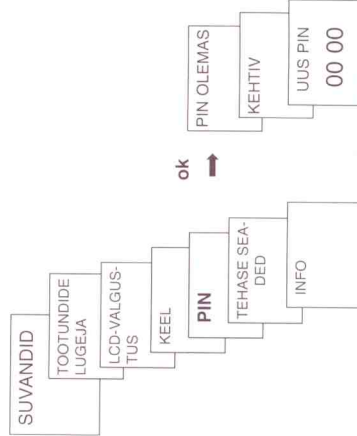 SUVANDID
TOOTUNDIDE
LUGEJA
LCD-VALGUS-
TUS
KEEL
PIN
TEHASE SEA-
DED
INFO
ok
PIN OLEMAS
KEHTIV
UUS PIN
00 00